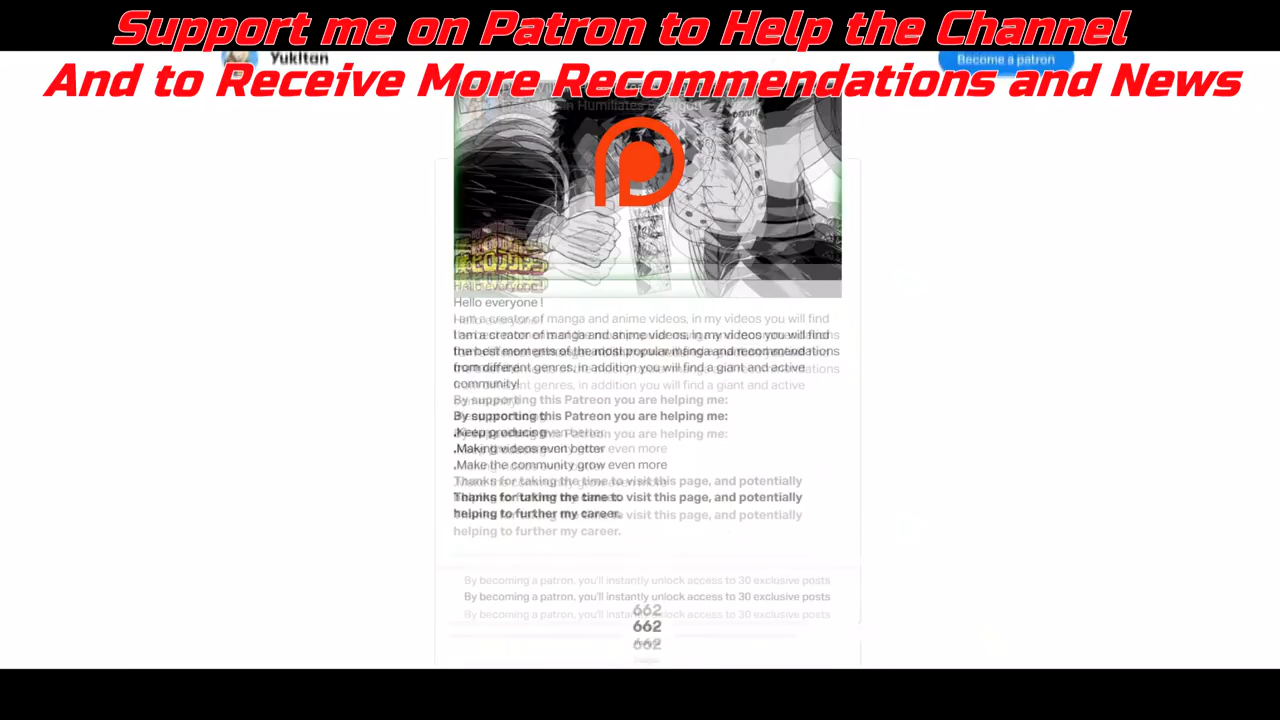 Support me on Patron to Help the Channel
YukItan
Become a patron
And to Receive More Recommendations and News
Humiliates
Hello everyone !
I am a creator of manga and anime videos, in my videos you will find
the best moments of the most popular manga and recommendations
from different genres, in addition you will find a giant and active
community!
By supporting this Patreon you are helping me:
.Keep producing
.Making videos even better
.Make the community grow even more
Thanks for taking the time to visit this page, and potentially
helping to further my career.
By becoming a patron, you'll instantly unlock access to 30 exclusive posts
662